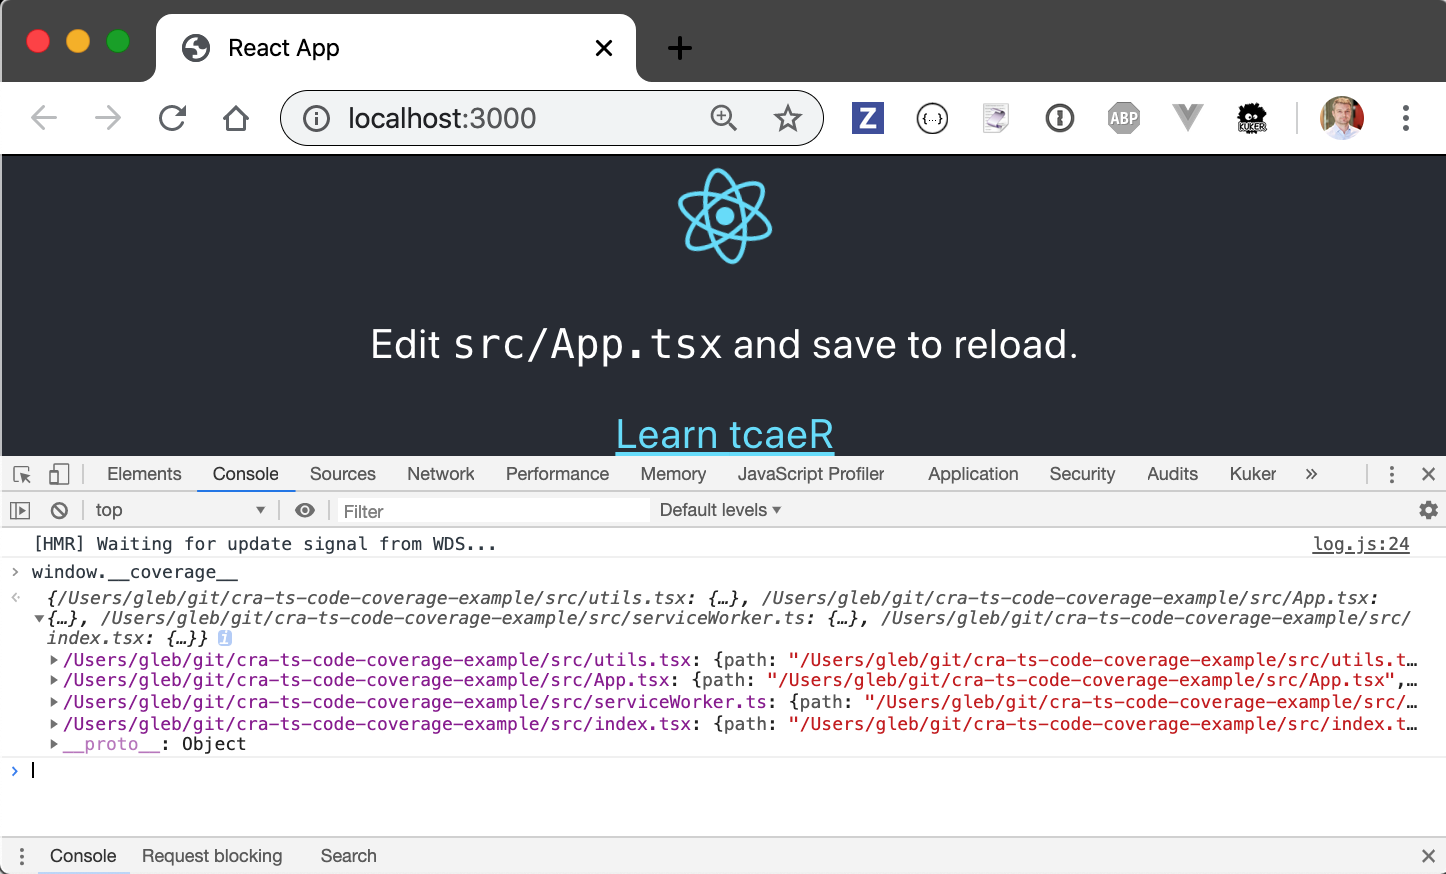 React App
localhost:3000
Z
{...}
ABP
KUKER
Edit src/App.tsx and save to reload.
Learn tcaeR
Elements Console Sources Network Performance Memory JavaScript Profiler Application Security Audits Kuker »
top Filter Default levels
[HMR] Waiting for update signal from WDS... log.js:24
> window.__coverage__
{/Users/gleb/git/cra-ts-code-coverage-example/src/utils.tsx: {…}, /Users/gleb/git/cra-ts-code-coverage-example/src/App.tsx:
{…}, /Users/gleb/git/cra-ts-code-coverage-example/src/serviceWorker.ts: {…}, /Users/gleb/git/cra-ts-code-coverage-example/src/
index.tsx: {…}} i
/Users/gleb/git/cra-ts-code-coverage-example/src/utils.tsx: {path: "/Users/gleb/git/cra-ts-code-coverage-example/src/utils.t…
/Users/gleb/git/cra-ts-code-coverage-example/src/App.tsx: {path: "/Users/gleb/git/cra-ts-code-coverage-example/src/App.tsx",…
/Users/gleb/git/cra-ts-code-coverage-example/src/serviceWorker.ts: {path: "/Users/gleb/git/cra-ts-code-coverage-example/src/…
/Users/gleb/git/cra-ts-code-coverage-example/src/index.tsx: {path: "/Users/gleb/git/cra-ts-code-coverage-example/src/index.t…
__proto__: Object
>
Console Request blocking Search